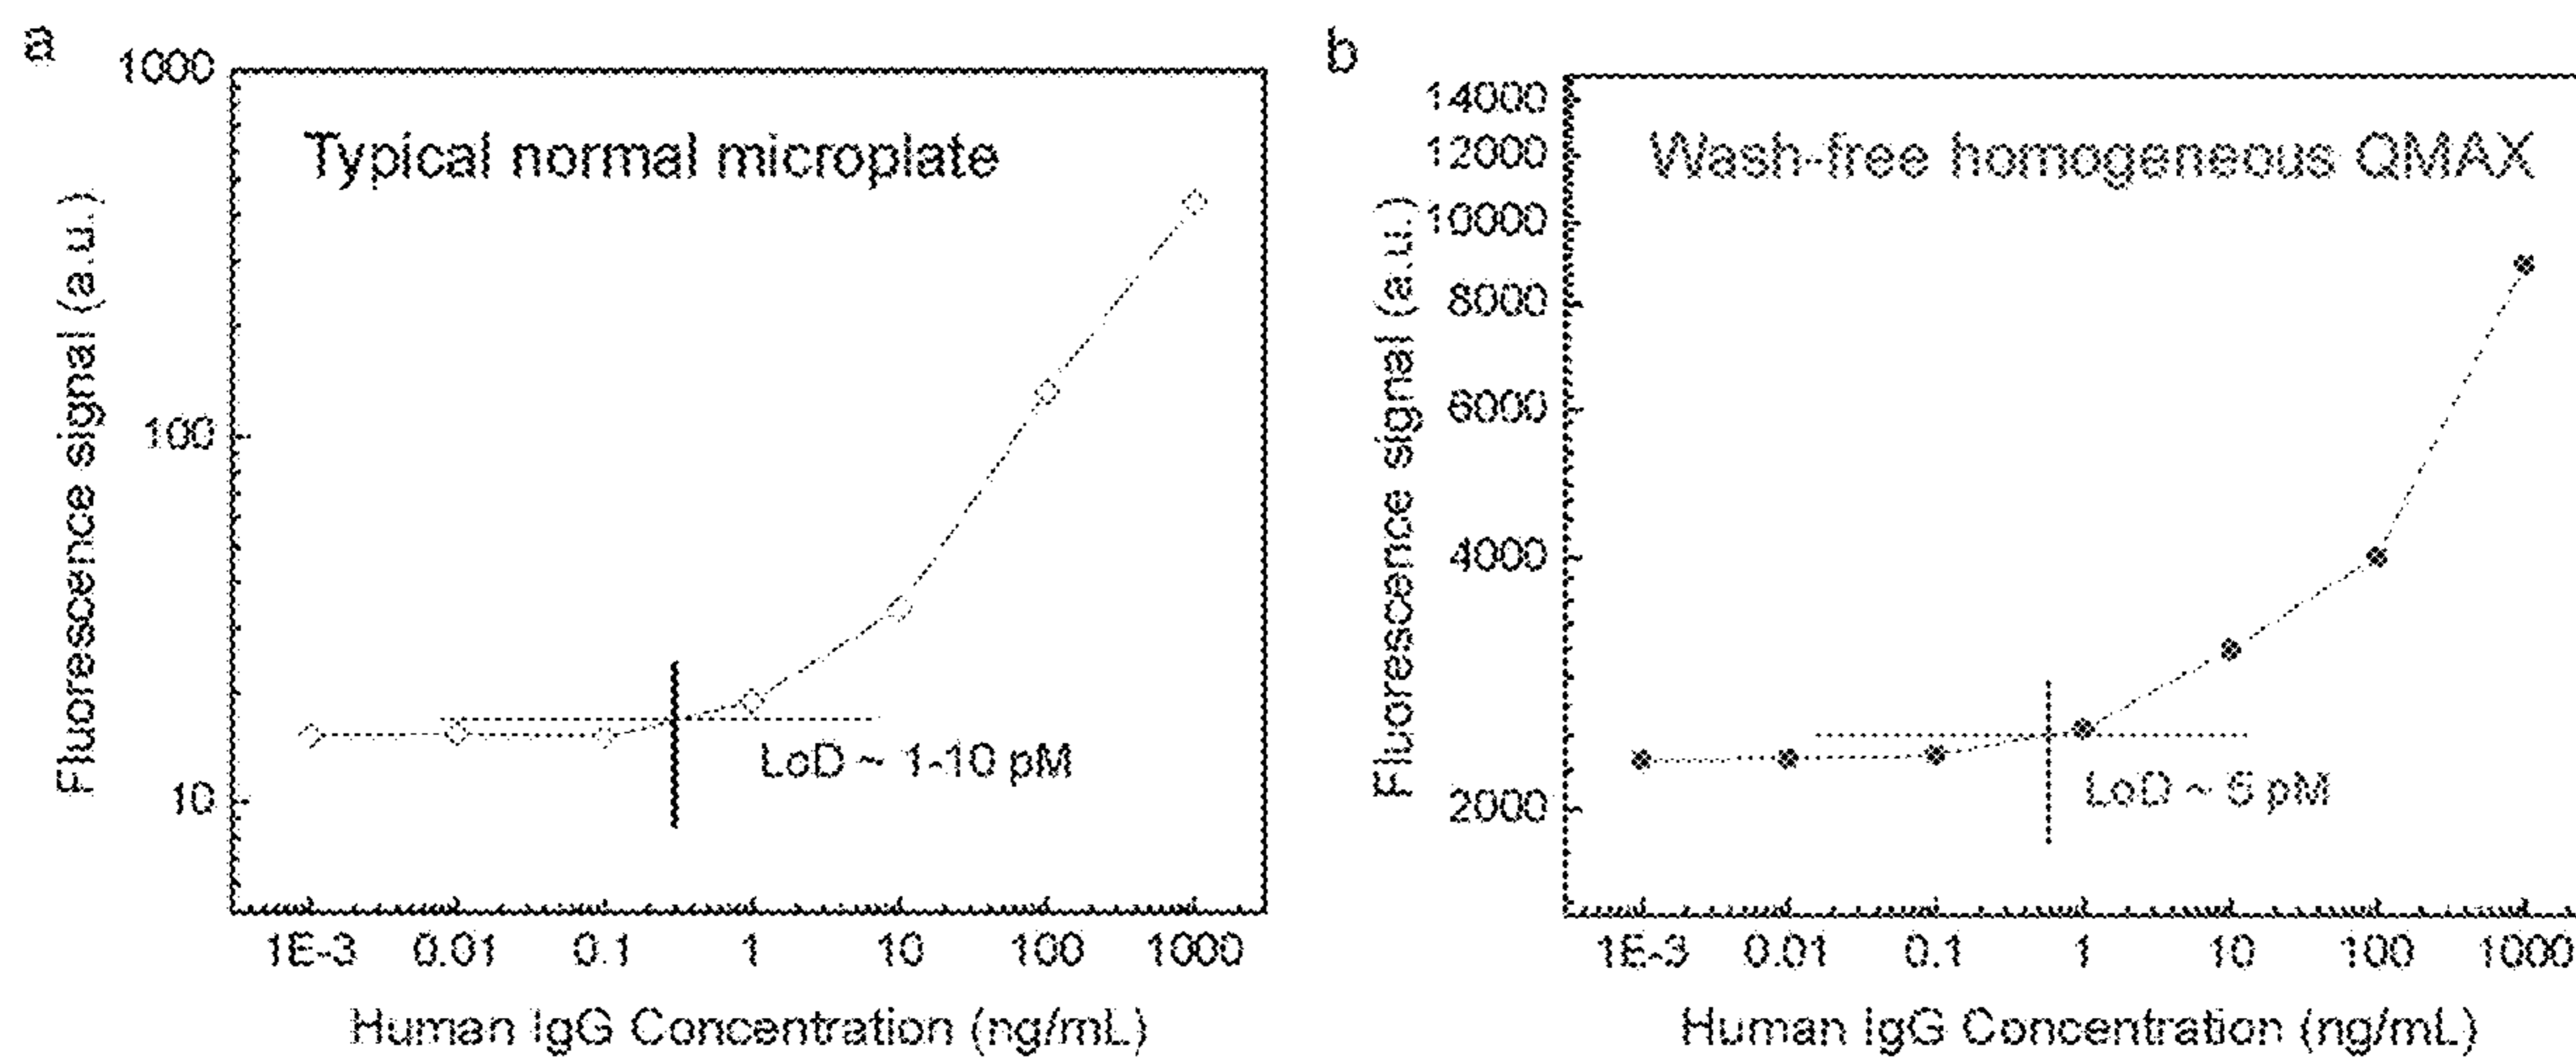 a
1000
Typical normal microplate
Fluorescence signal (a.u.)
100
LoD ~ 1-10 pM
10
1E-3 0.01 0.1 1 10 100 1000
Human IgG Concentration (ng/mL)
b
14000
12000
Wash-free homogeneous QMAX
10000
Fluorescence signal (a.u.)
8000
6000
4000
LoD ~ 5 pM
2000
1E-3 0.01 0.1 1 10 100 1000
Human IgG Concentration (ng/mL)